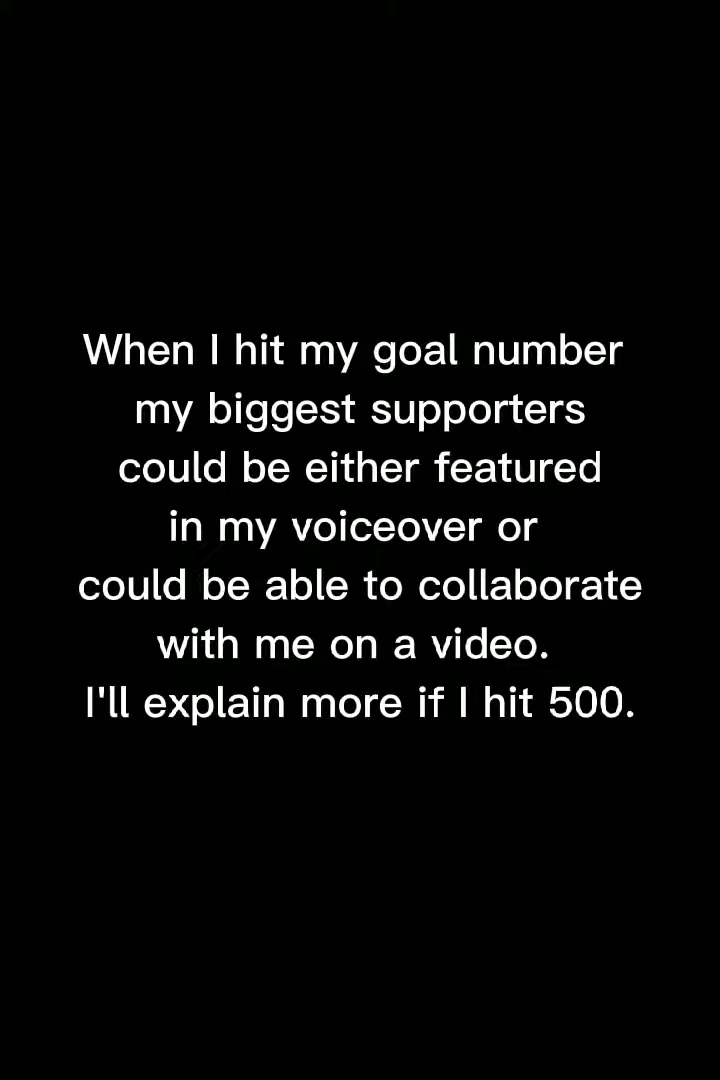 When I hit my goal number
my biggest supporters
could be either featured
in my voiceover or
could be able to collaborate
with me on a video.
I'll explain more if I hit 500.